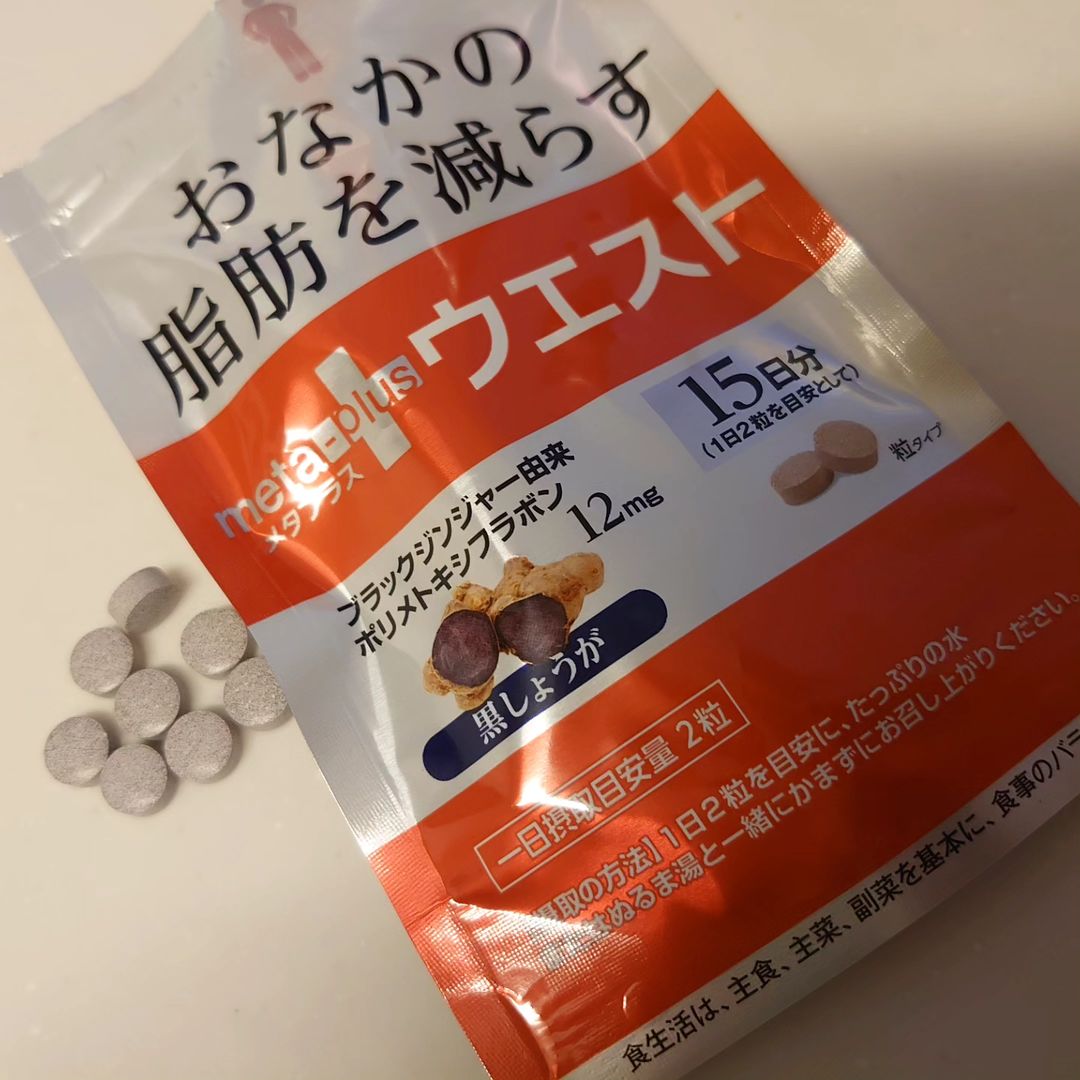 おなかの
脂肪を減らす
meta-plus
メタプラス
ウエスト
15日分
(1日2粒を目安として)
粒タイプ
ブラックジンジャー由来
ポリメトキシフラボン
12mg
黒しょうが
一日摂取目安量 2粒
摂取の方法】1日2粒を目安に、たっぷりの水
はぬるま湯と一緒にかまずにお召し上がりください。
食生活は、主食、主菜、副菜を基本に、食事のバラ